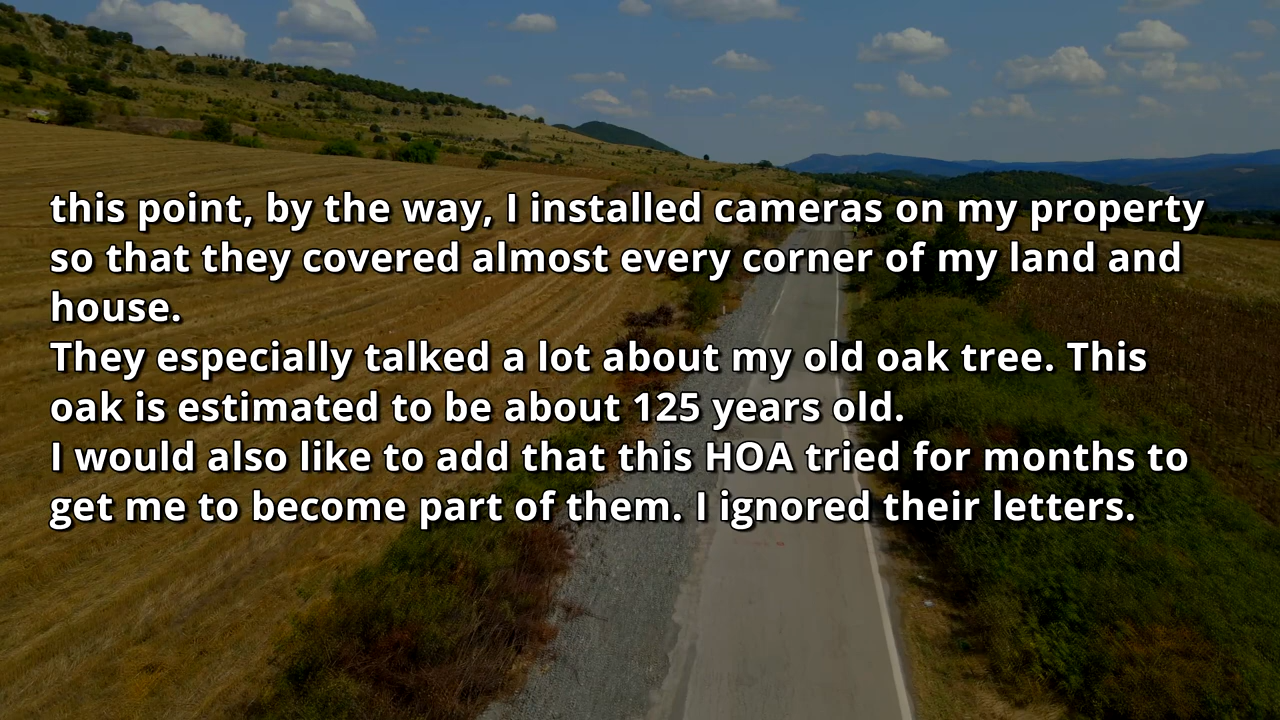 this point, by the way, I installed cameras on my property
so that they covered almost every corner of my land and
house.
They especially talked a lot about my old oak tree. This
oak is estimated to be about 125 years old.
I would also like to add that this HOA tried for months to
get me to become part of them. I ignored their letters.